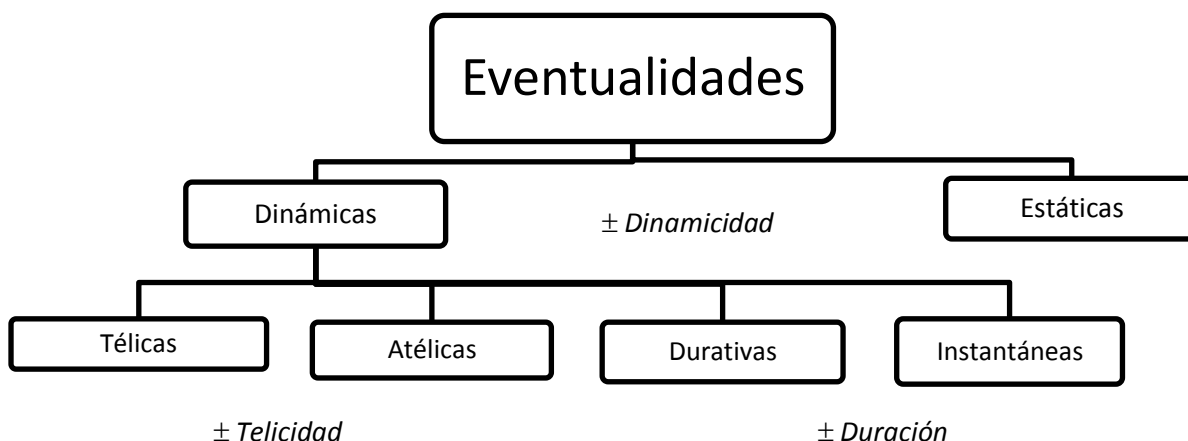 Eventualidades
Dinámicas
± Dinamicidad
Estáticas
Télicas
Atélicas
Durativas
Instantáneas
± Telicidad
± Duración